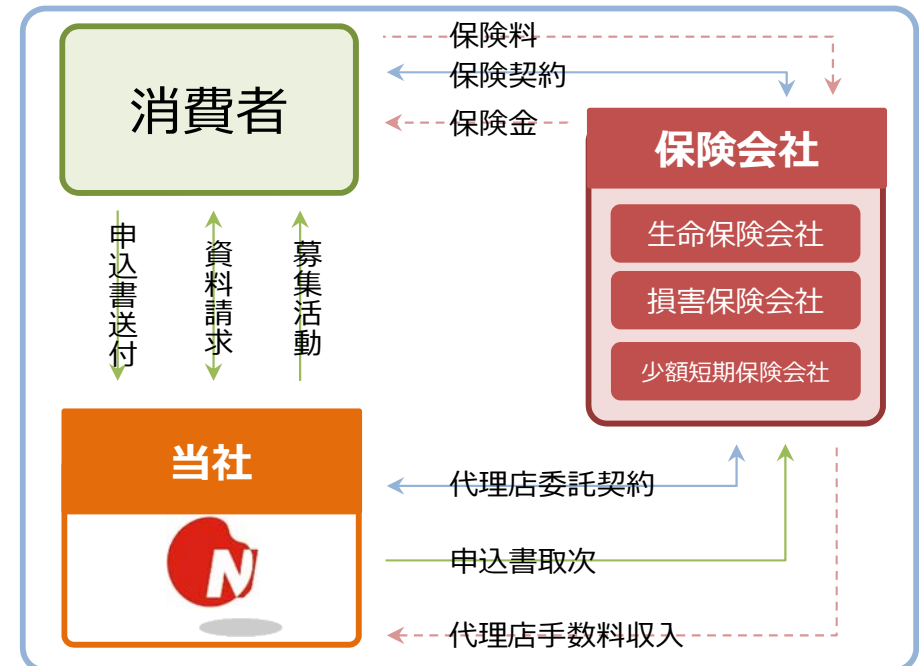 保険料
保険契約
保険金
消費者
保険会社
生命保険会社
損害保険会社
少額短期保険会社
申込書送付
資料請求
募集活動
当社
N
代理店委託契約
申込書取次
代理店手数料収入